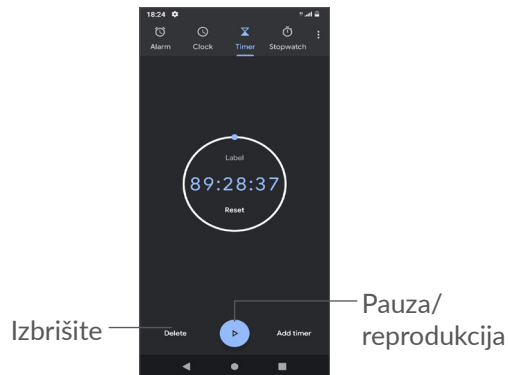 18:24
Alarm Clock Timer Stopwatch
Label
89:28:37
Reset
Izbrišite
Delete
Add timer
Pauza/
reprodukcija